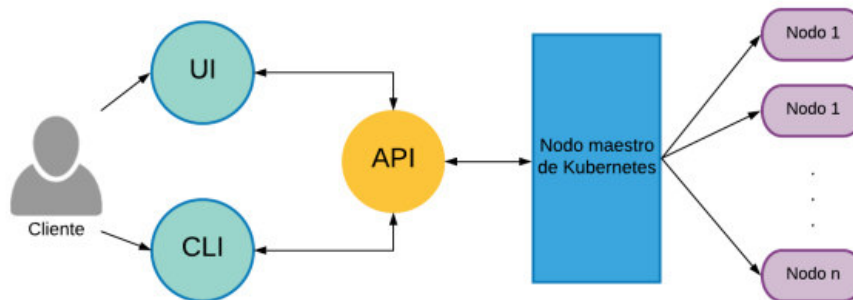 Nodo 1
UI
Nodo 1
API
Nodo maestro
de Kubernetes
Cliente
CLI
Nodo n